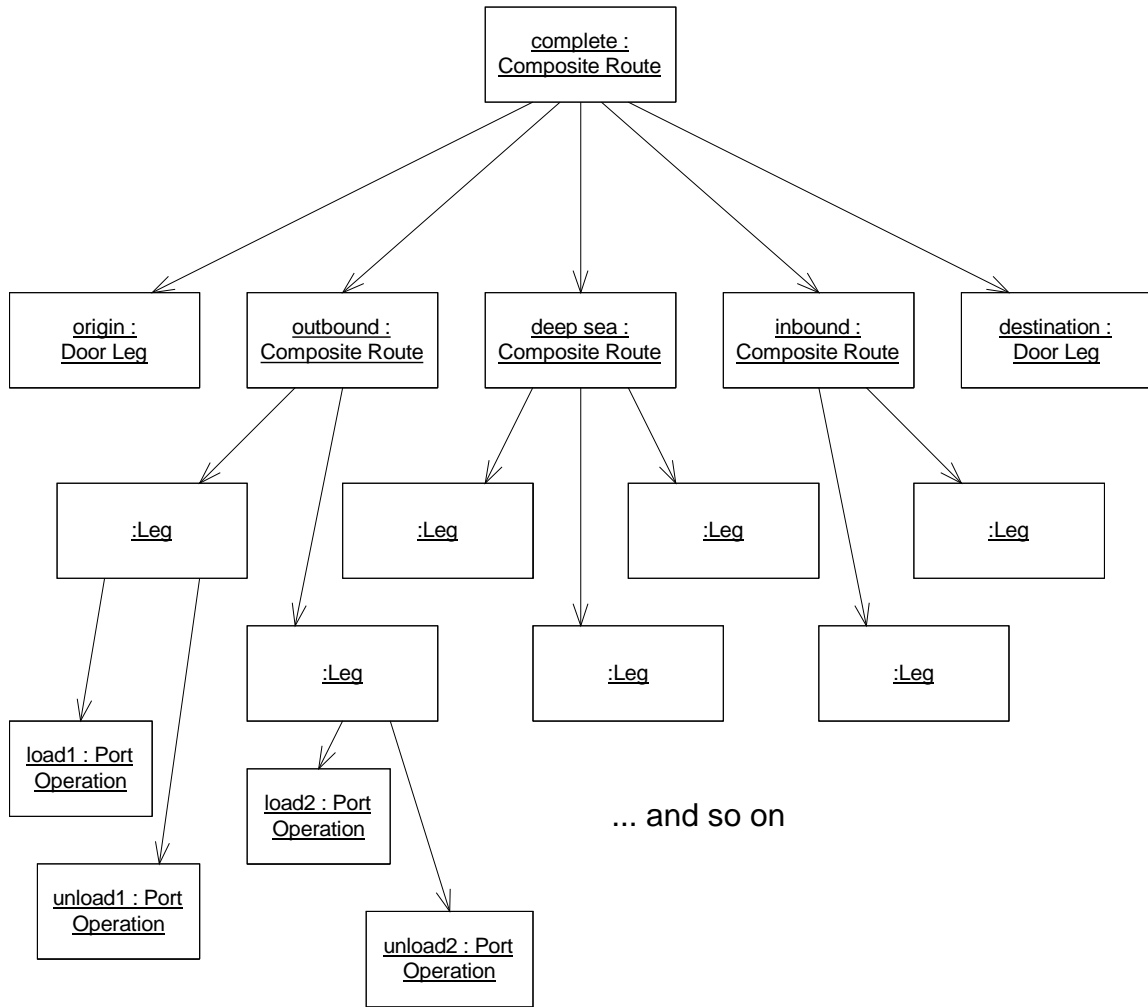 complete :
Composite Route
origin :
Door Leg
outbound :
Composite Route
deep sea :
Composite Route
inbound :
Composite Route
destination :
Door Leg
:Leg
:Leg
:Leg
:Leg
:Leg
:Leg
:Leg
load1 : Port
Operation
load2 : Port
Operation
... and so on
unload1 : Port
Operation
unload2 : Port
Operation